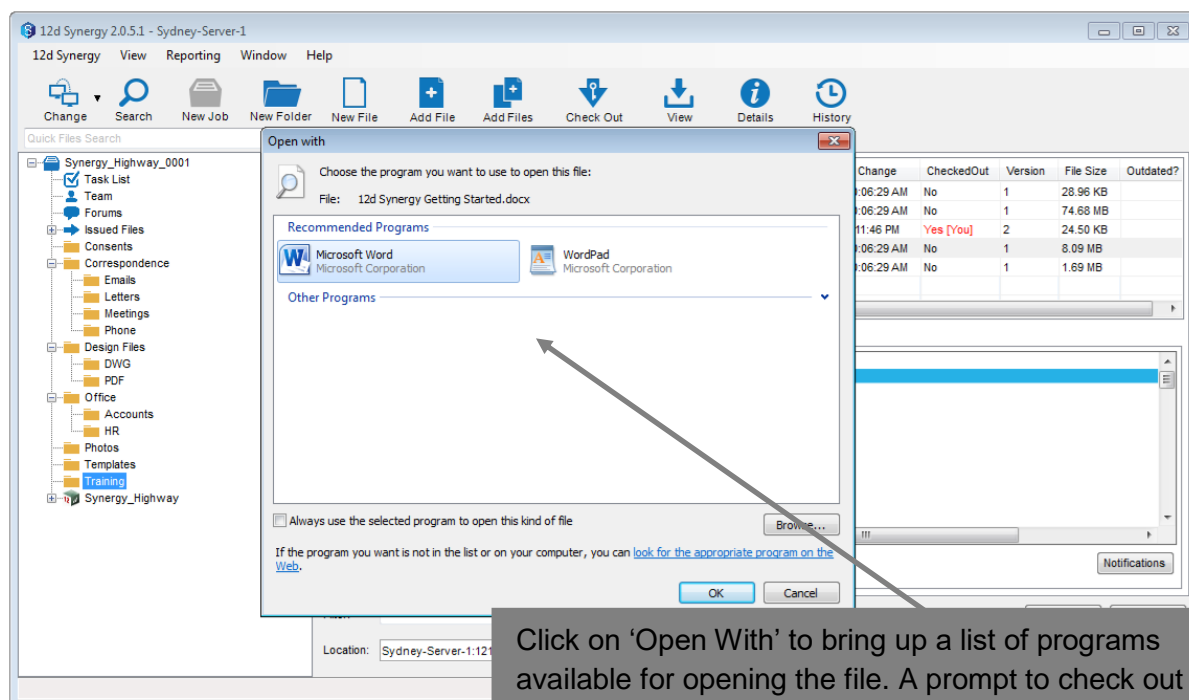 12d Synergy 2.0.5.1 - Sydney-Server-1
12d Synergy View Reporting Window Help
Change Search New Job New Folder New File Add File Add Files Check Out View Details History
Quick Files Search
Synergy_Highway_0001
Task List
Team
Forums
Issued Files
Consents
Correspondence
Emails
Letters
Meetings
Phone
Design Files
DWG
PDF
Office
Accounts
HR
Photos
Templates
Training
Synergy_Highway
Open with
Choose the program you want to use to open this file:
File: 12d Synergy Getting Started.docx
Recommended Programs
Microsoft Word
Microsoft Corporation
WordPad
Microsoft Corporation
Other Programs
Always use the selected program to open this kind of file
Browse...
If the program you want is not in the list or on your computer, you can look for the appropriate program on the
Web.
OK Cancel
Change CheckedOut Version File Size Outdated?
:06:29 AM No 1 28.96 KB
:06:29 AM No 1 74.68 MB
11:46 PM Yes [You] 2 24.50 KB
:06:29 AM No 1 8.09 MB
:06:29 AM No 1 1.69 MB
Notifications
Location: Sydney-Server-1:121
Click on ‘Open With’ to bring up a list of programs
available for opening the file. A prompt to check out